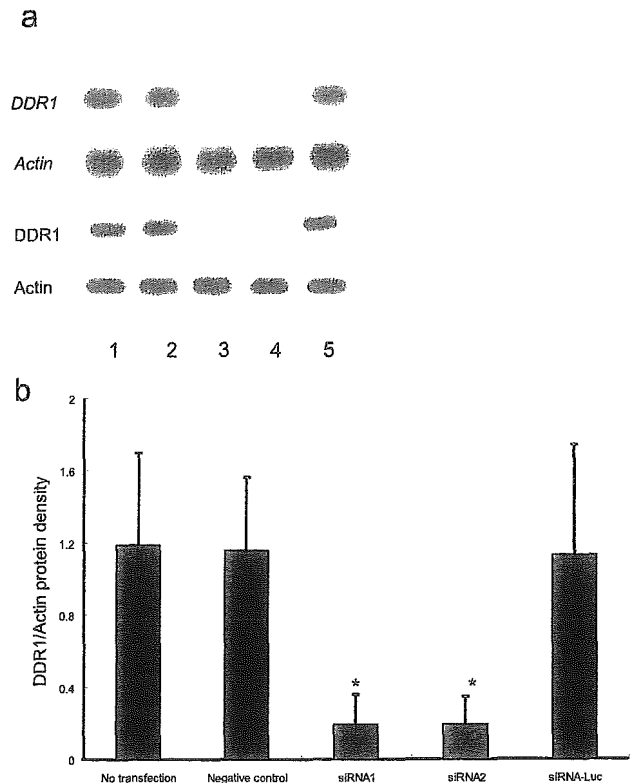 a
DDR1
Actin
DDR1
Actin
1 2 3 4 5
b
DDR1/Actin protein density
2
1.6
1.2
0.8
0.4
0
*
*
No transfection Negative control siRNA1 siRNA2 siRNA-Luc